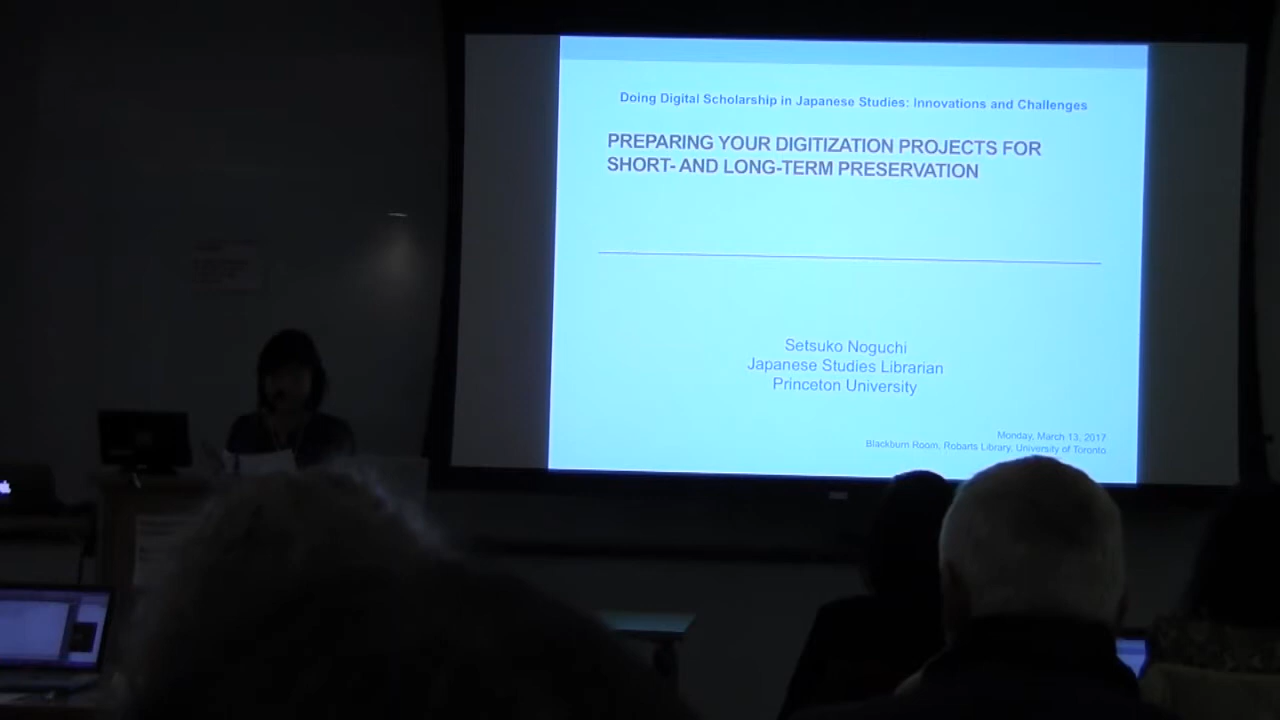 Doing Digital Scholarship in Japanese Studies: Innovations and Challenges
PREPARING YOUR DIGITIZATION PROJECTS FOR
SHORT- AND LONG-TERM PRESERVATION
Setsuko Noguchi
Japanese Studies Librarian
Princeton University
Monday, March 13, 2017
Blackburn Room, Robarts Library, University of Toronto